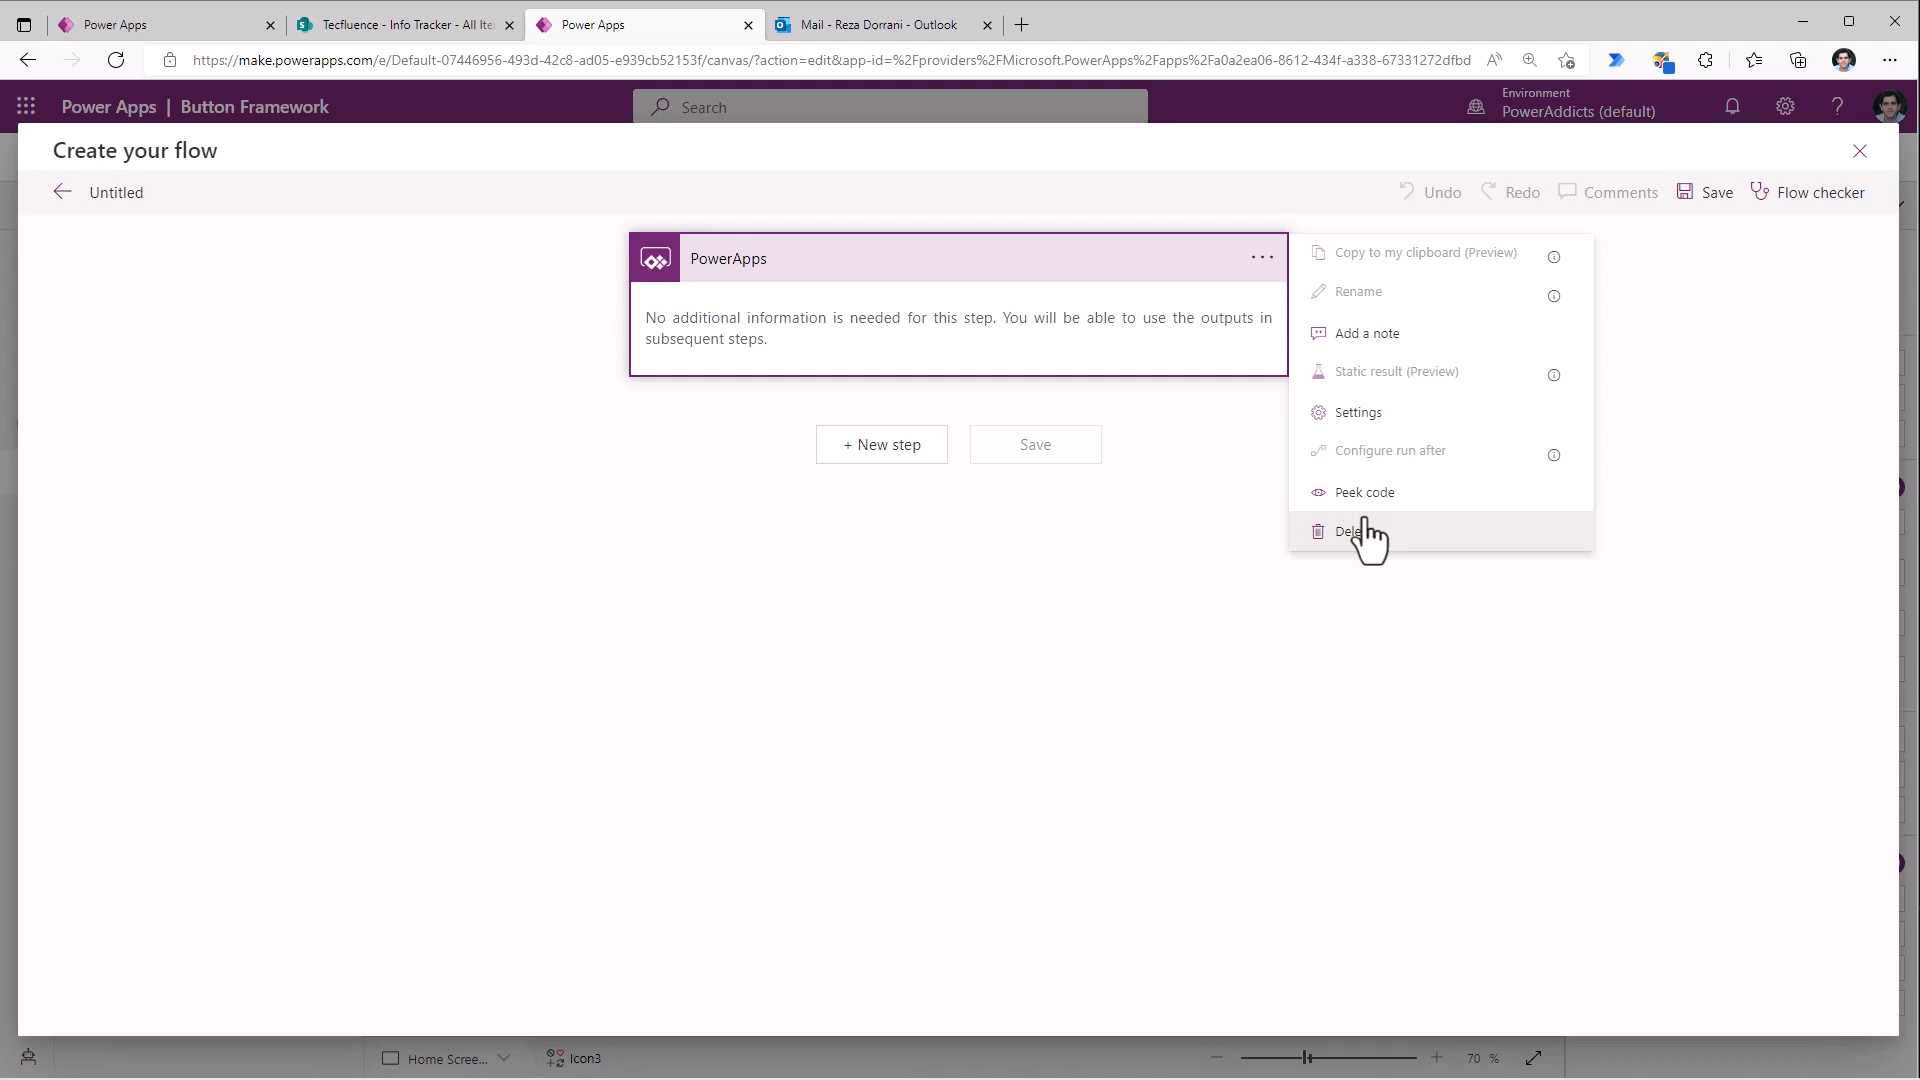 Power Apps
Tecfluence - Info Tracker - All Ite
Power Apps
Mail - Reza Dorrani - Outlook
https://make.powerapps.com/e/Default-07446956-493d-42c8-ad05-e939cb52153f/canvas/?action=edit&app-id=%2Fproviders%2FMicrosoft.PowerApps%2Fapps%2Fa0a2ea06-8612-434f-a338-67331272dfbd
Power Apps | Button Framework
Search
Environment
PowerAddicts (default)
Create your flow
Untitled
Undo
Redo
Comments
Save
Flow checker
PowerApps
No additional information is needed for this step. You will be able to use the outputs in
subsequent steps.
+ New step
Save
Copy to my clipboard (Preview)
Rename
Add a note
Static result (Preview)
Settings
Configure run after
Peek code
Dele
Home Scree...
Icon3
70 %